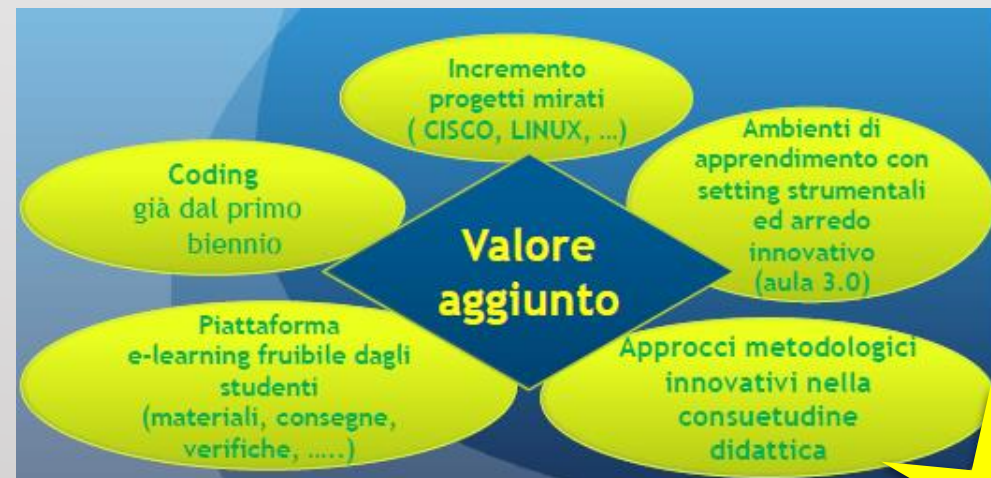 Incremento
progetti mirati
( CISCO, LINUX, ...)
Ambienti di
apprendimento con
setting strumentali
ed arredo
innovativo
(aula 3.0)
Coding
già dal primo
biennio
Valore
aggiunto
Piattaforma
e-learning fruibile dagli
studenti
(materiali, consegne,
verifiche, .....)
Approcci metodologici
innovativi nella
consuetudine
didattica